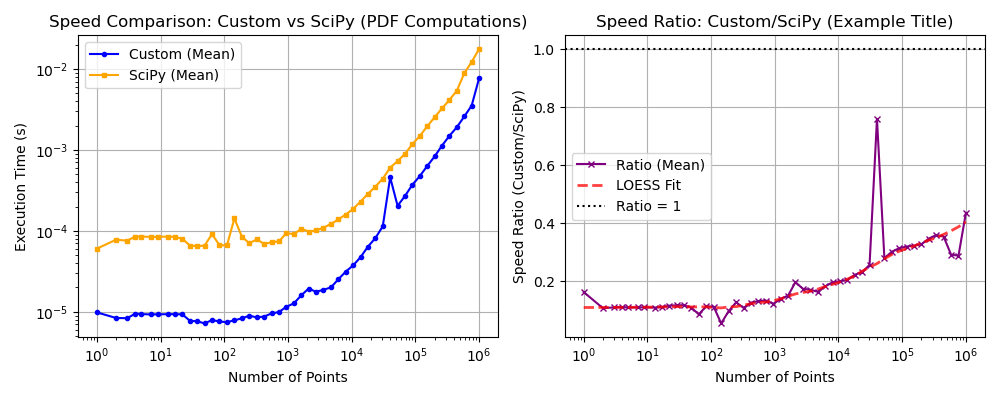 Speed Comparison: Custom vs SciPy (PDF Computations)
Custom (Mean)
SciPy (Mean)
Execution Time (s)
10⁻²
10⁻³
10⁻⁴
10⁻⁵
10⁰ 10¹ 10² 10³ 10⁴ 10⁵ 10⁶
Number of Points
Speed Ratio: Custom/SciPy (Example Title)
Ratio (Mean)
LOESS Fit
Ratio = 1
Speed Ratio (Custom/SciPy)
1.0
0.8
0.6
0.4
0.2
10⁰ 10¹ 10² 10³ 10⁴ 10⁵ 10⁶
Number of Points